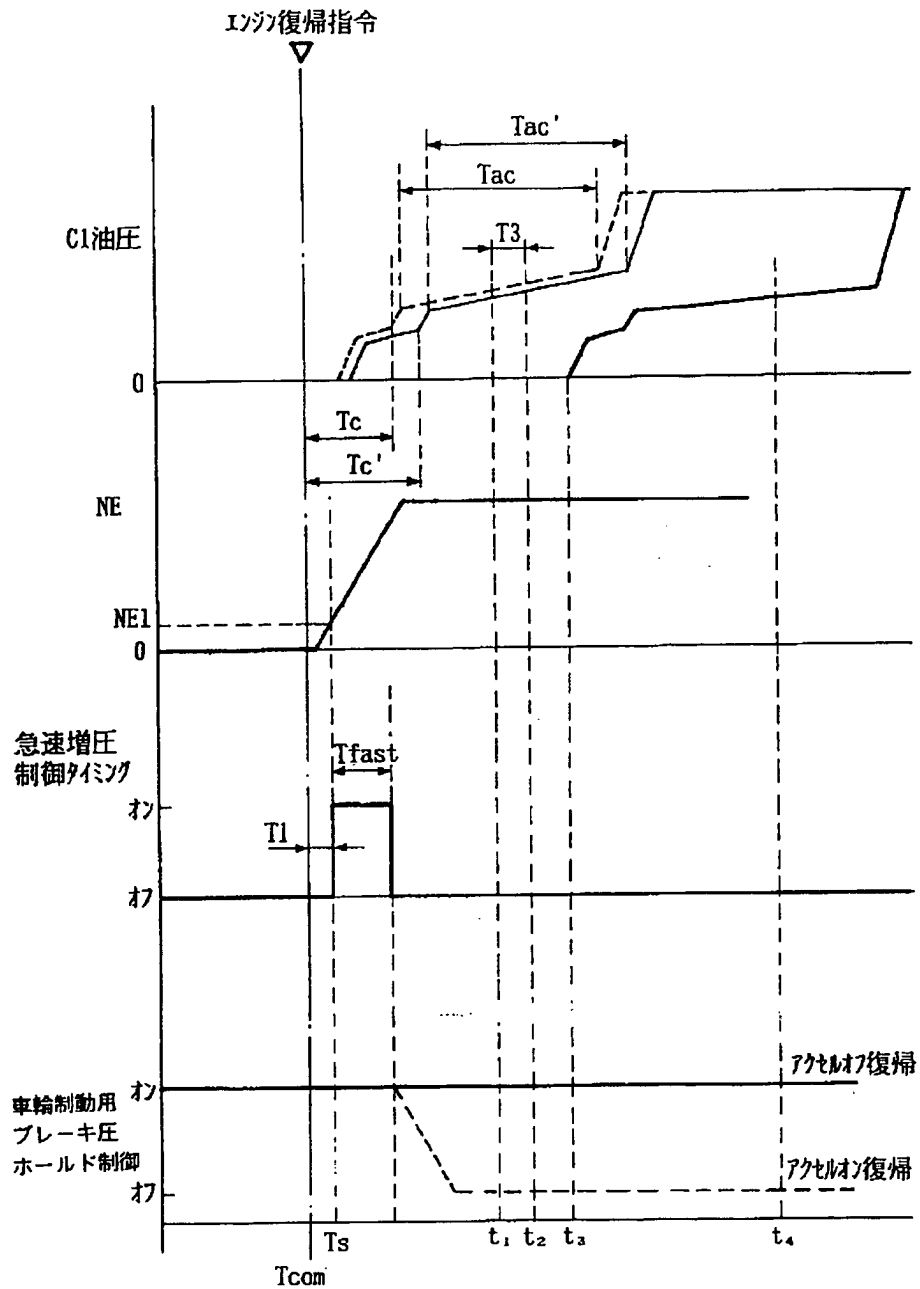 エンジン復帰指令
Tac'
Tac
T3
C1油圧
0
Tc
Tc'
NE
NE1
0
急速増圧
制御タイミング
Tfast
オン
T1
オフ
アクセルオフ復帰
オン
車輪制動用
ブレーキ圧
ホールド制御
アクセルオン復帰
オフ
Ts
t₁
t₂
t₃
t₄
Tcom